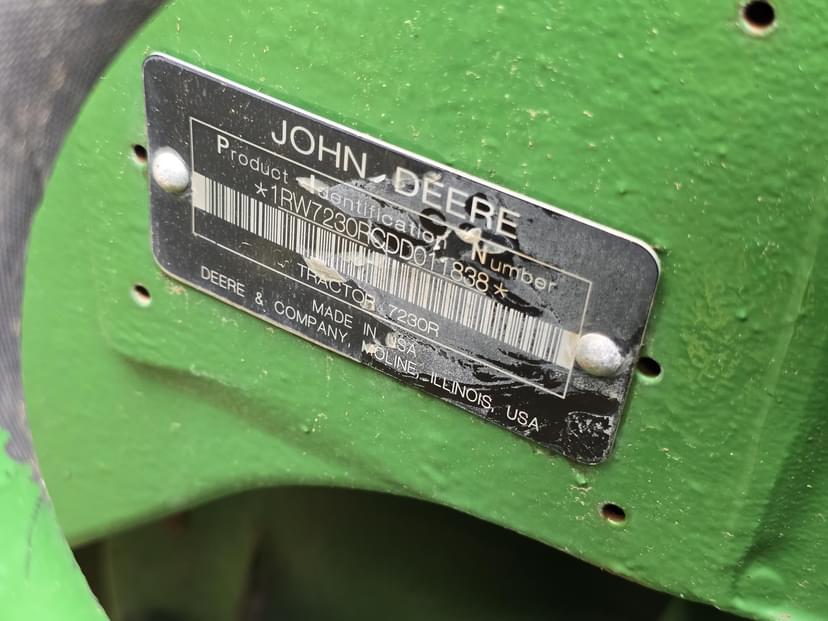 JOHN DEERE
Product Identification Number
*1RW7230RCDD011838*
TRACTOR 7230R
MADE IN USA
DEERE & COMPANY, MOLINE, ILLINOIS, USA